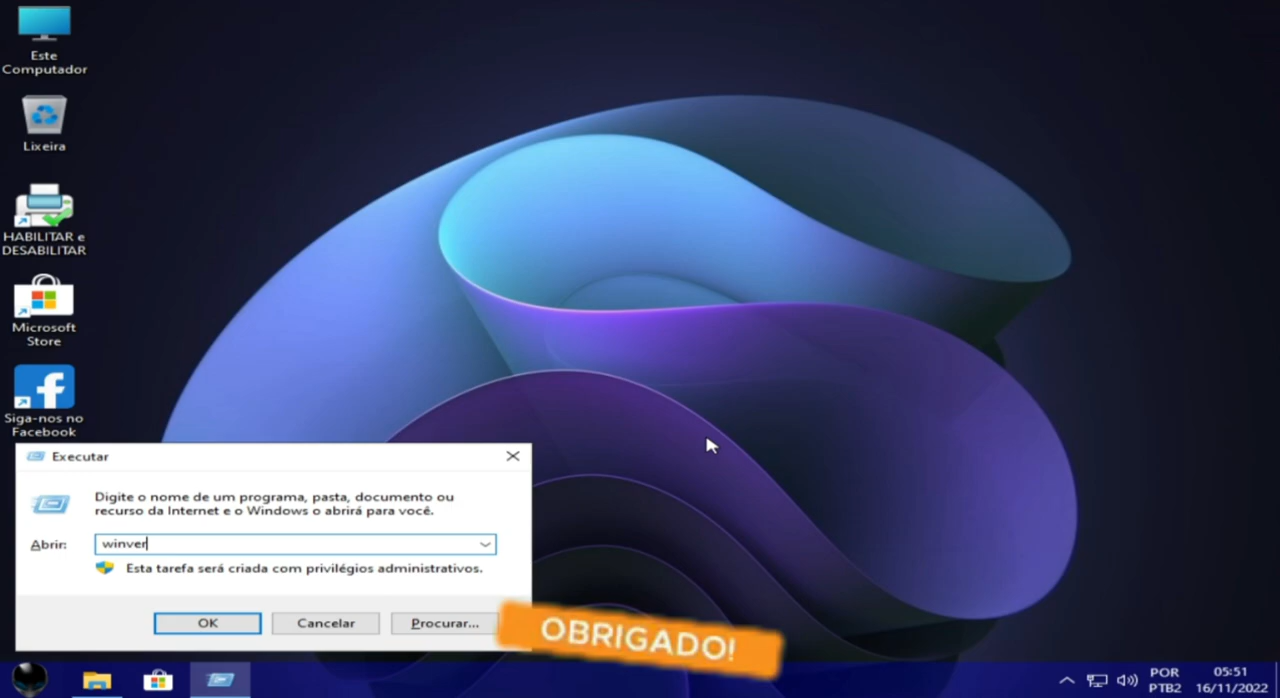 Este
Computador
Lixeira
HABILITAR e
DESABILITAR
Microsoft
Store
Siga-nos no
Facebook
Executar
Digite o nome de um programa, pasta, documento ou
recurso da Internet e o Windows o abrirá para você.
Abrir:
winver
Esta tarefa será criada com privilégios administrativos.
OK
Cancelar
Procurar...
OBRIGADO!
POR
PTB2
05:51
16/11/2022